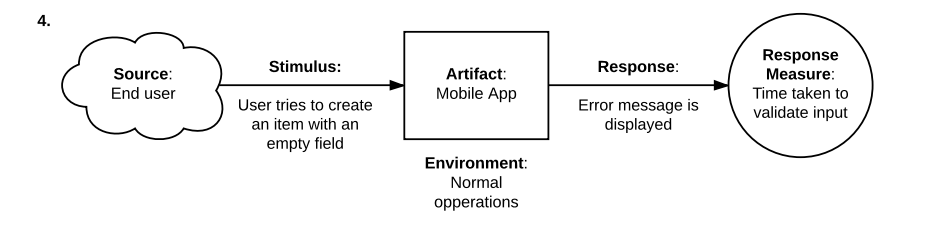 4.
Source:
End user
Stimulus:
User tries to create
an item with an
empty field
Artifact:
Mobile App
Environment:
Normal
opperations
Response:
Error message is
displayed
Response
Measure:
Time taken to
validate input